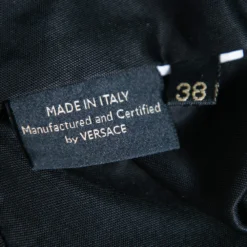 MADE IN ITALY
Manufactured and Certified
by VERSACE
38